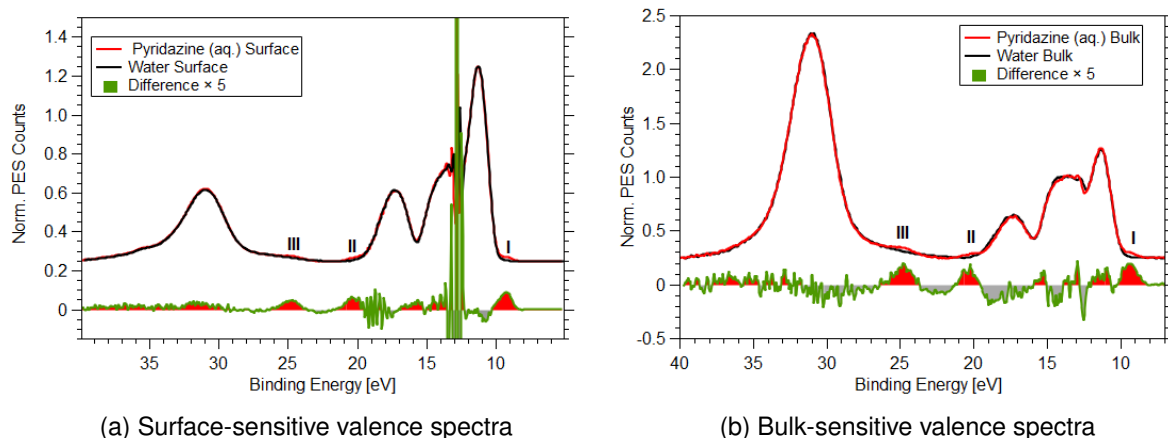 1.4
1.2
1.0
0.8
0.6
0.4
0.2
0
Norm. PES Counts
Pyridazine (aq.) Surface
Water Surface
Difference × 5
III
II
I
35
30
25
20
15
10
Binding Energy [eV]
(a) Surface-sensitive valence spectra
2.5
2.0
1.5
1.0
0.5
0
-0.5
Norm. PES Counts
Pyridazine (aq.) Bulk
Water Bulk
Difference × 5
III
II
I
40
35
30
25
20
15
10
Binding Energy [eV]
(b) Bulk-sensitive valence spectra